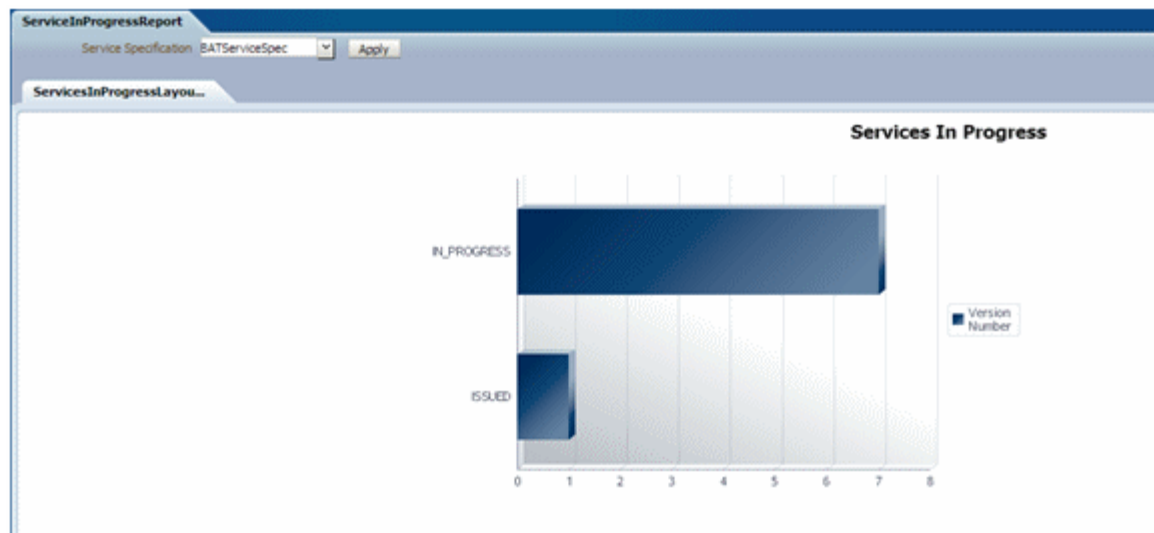 ServiceInProgressReport
Service Specification BATServiceSpec Apply
ServicesInProgressLayou...
Services In Progress
IN_PROGRESS
Version
Number
ISSUED
0 1 2 3 4 5 6 7 8